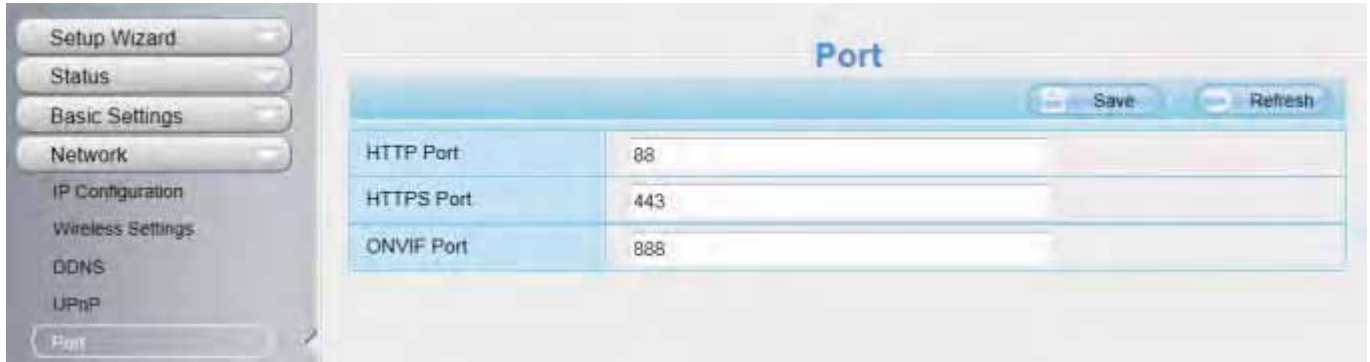 Setup Wizard
Status
Basic Settings
Network
IP Configuration
Wireless Settings
DDNS
UPnP
Port
Port
Save Refresh
HTTP Port 88
HTTPS Port 443
ONVIF Port 888